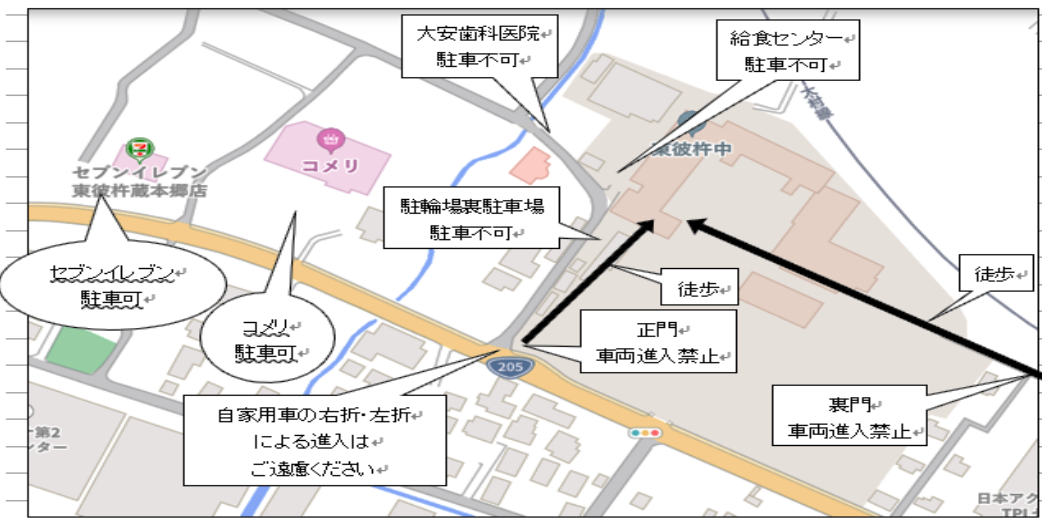 大安歯科医院
駐車不可
給食センター
駐車不可
大村線
東彼杵中
コメリ
セブンイレブン
東彼杵蔵本郷店
駐輪場裏駐車場
駐車不可
セブンイレブン
駐車可
コメリ
駐車可
徒歩
徒歩
正門
車両進入禁止
205
裏門
車両進入禁止
自家用車の右折・左折
による進入は
ご遠慮ください
第2
ンター
日本アク
TPL